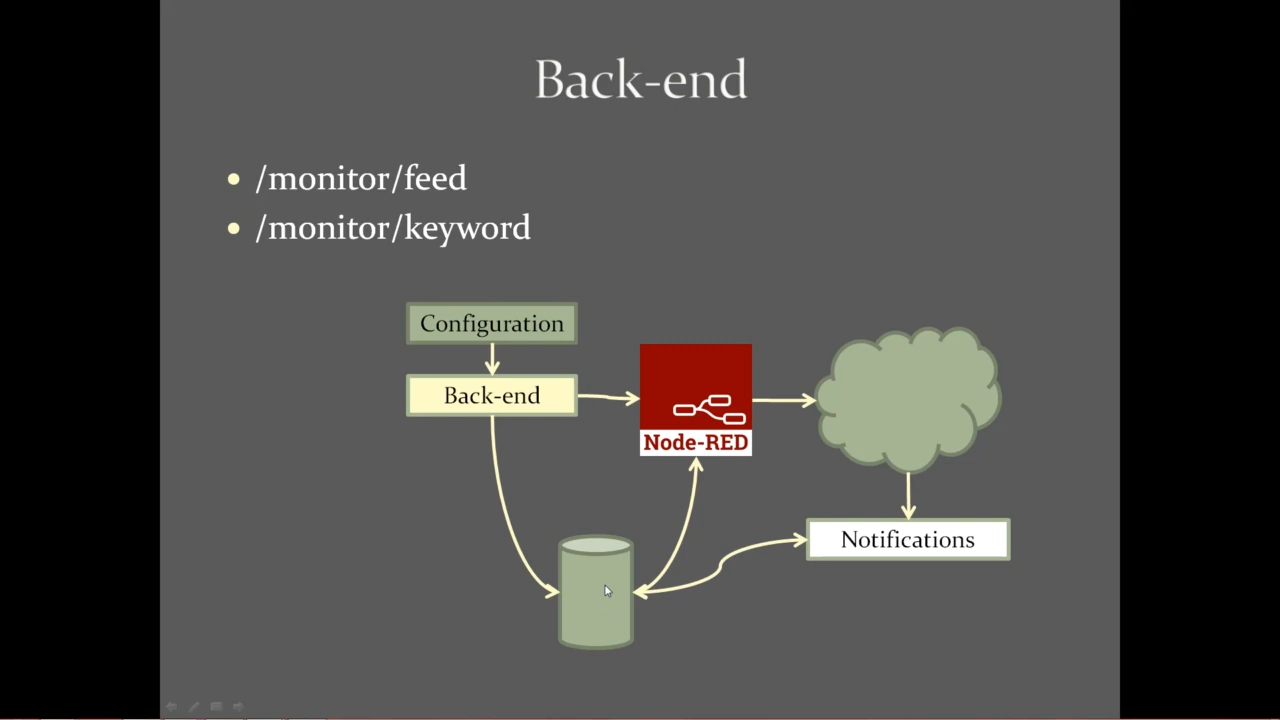 Back-end
/monitor/feed
/monitor/keyword
Configuration
Back-end
Node-RED
Notifications